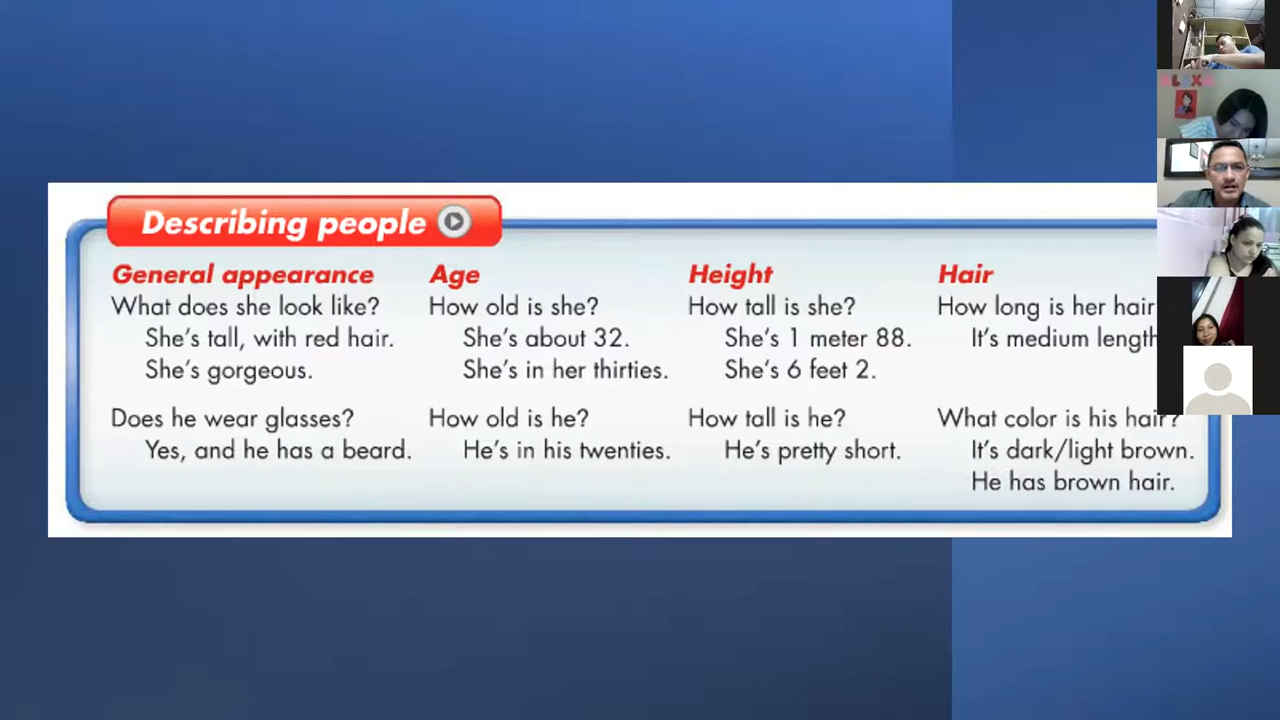 Describing people
General appearance
What does she look like?
She's tall, with red hair.
She's gorgeous.
Does he wear glasses?
Yes, and he has a beard.
Age
How old is she?
She's about 32.
She's in her thirties.
How old is he?
He's in his twenties.
Height
How tall is she?
She's 1 meter 88.
She's 6 feet 2.
How tall is he?
He's pretty short.
Hair
How long is her hair
It's medium length
What color is his hair?
It's dark/light brown.
He has brown hair.